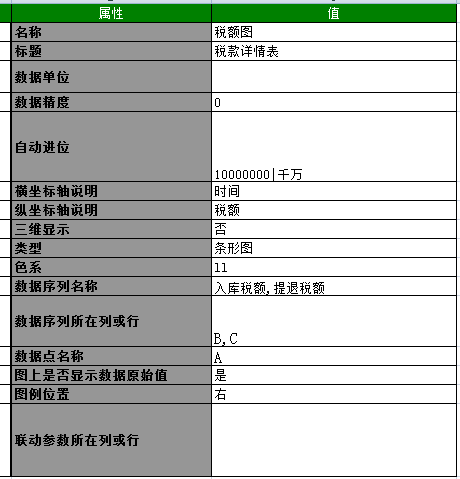 属性 值
名称 税额图
标题 税款详情表
数据单位
数据精度 0
自动进位 10000000|千万
横坐标轴说明 时间
纵坐标轴说明 税额
三维显示 否
类型 条形图
色系 11
数据序列名称 入库税额,提退税额
数据序列所在列或行 B,C
数据点名称 A
图上是否显示数据原始值 是
图例位置 右
联动参数所在列或行